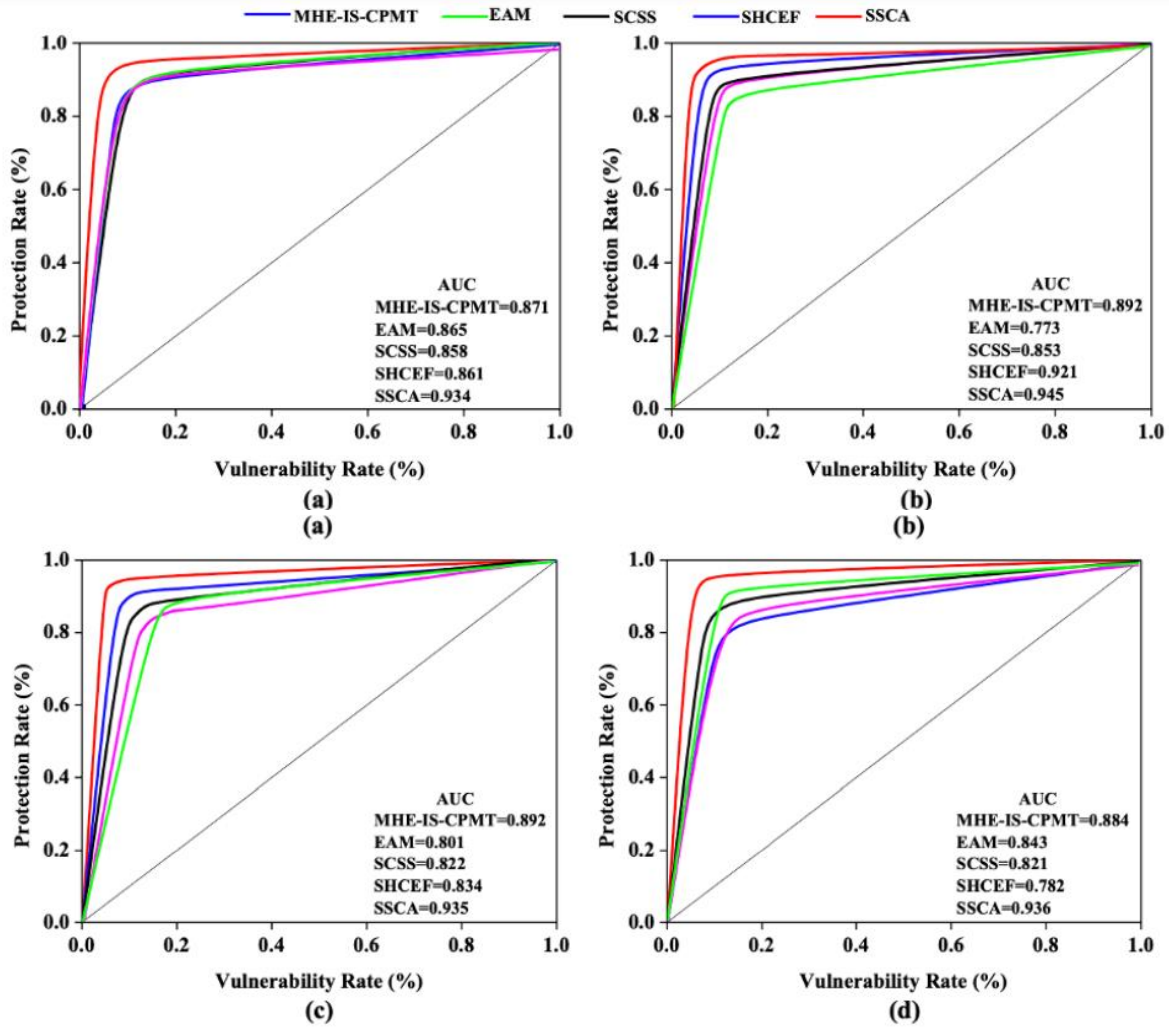 MHE-IS-CPMT EAM SCSS SHCEF SSCA
1.0
0.8
0.6
0.4
0.2
0.0
Protection Rate (%)
AUC
MHE-IS-CPMT=0.871
EAM=0.865
SCSS=0.858
SHCEF=0.861
SSCA=0.934
0.0 0.2 0.4 0.6 0.8 1.0
Vulnerability Rate (%)
(a)
(a)
1.0
0.8
0.6
0.4
0.2
0.0
Protection Rate (%)
AUC
MHE-IS-CPMT=0.892
EAM=0.773
SCSS=0.853
SHCEF=0.921
SSCA=0.945
0.0 0.2 0.4 0.6 0.8 1.0
Vulnerability Rate (%)
(b)
(b)
1.0
0.8
0.6
0.4
0.2
0.0
Protection Rate (%)
AUC
MHE-IS-CPMT=0.892
EAM=0.801
SCSS=0.822
SHCEF=0.834
SSCA=0.935
0.0 0.2 0.4 0.6 0.8 1.0
Vulnerability Rate (%)
(c)
1.0
0.8
0.6
0.4
0.2
0.0
Protection Rate (%)
AUC
MHE-IS-CPMT=0.884
EAM=0.843
SCSS=0.821
SHCEF=0.782
SSCA=0.936
0.0 0.2 0.4 0.6 0.8 1.0
Vulnerability Rate (%)
(d)